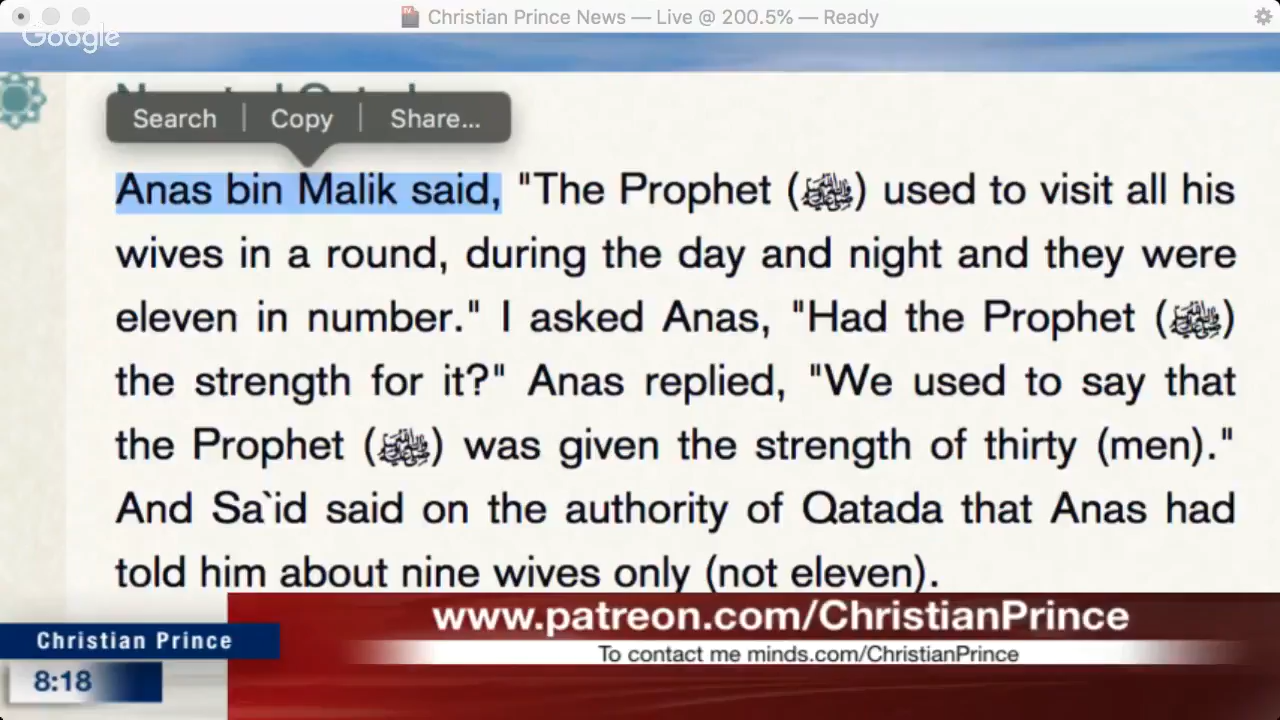 Christian Prince News — Live @ 200.5% — Ready
Google
Search Copy Share...
Anas bin Malik said, "The Prophet (ﷺ) used to visit all his
wives in a round, during the day and night and they were
eleven in number." I asked Anas, "Had the Prophet (ﷺ)
the strength for it?" Anas replied, "We used to say that
the Prophet (ﷺ) was given the strength of thirty (men)."
And Sa`id said on the authority of Qatada that Anas had
told him about nine wives only (not eleven).
www.patreon.com/ChristianPrince
Christian Prince
To contact me minds.com/ChristianPrince
8:18